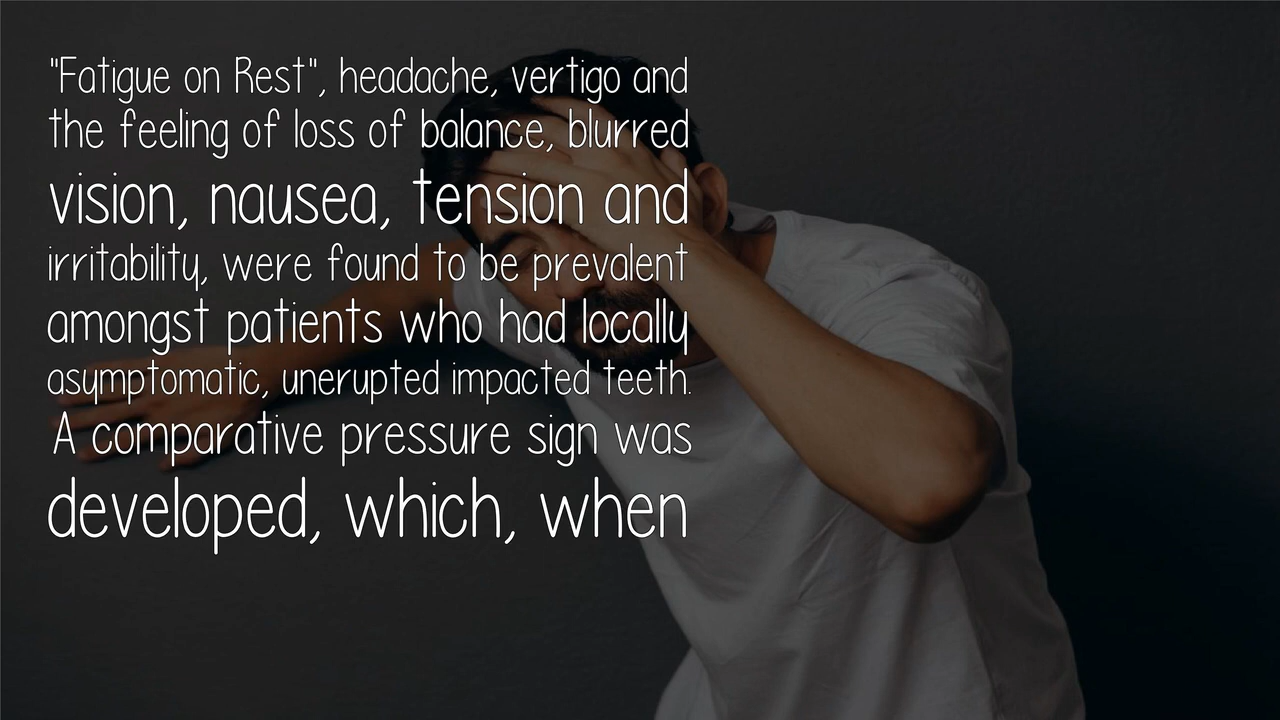 "Fatigue on Rest", headache, vertigo and
the feeling of loss of balance, blurred
vision, nausea, tension and
irritability, were found to be prevalent
amongst patients who had locally
asymptomatic, unerupted impacted teeth.
A comparative pressure sign was
developed, which, when